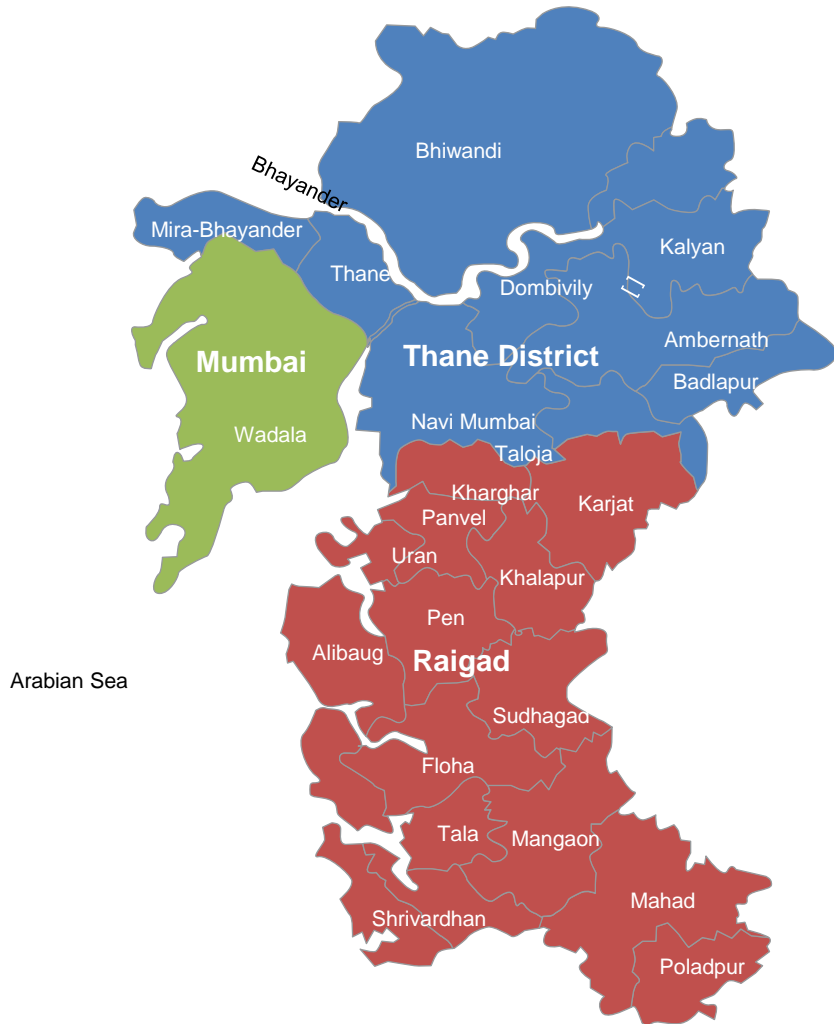 Bhiwandi
Bhayander
Mira-Bhayander
Kalyan
Thane
Dombivily
[ ]
Ambernath
Mumbai
Thane District
Badlapur
Navi Mumbai
Wadala
Taloja
Kharghar
Karjat
Panvel
Uran
Khalapur
Pen
Alibaug
Raigad
Arabian Sea
Sudhagad
Floha
Tala
Mangaon
Mahad
Shrivardhan
Poladpur